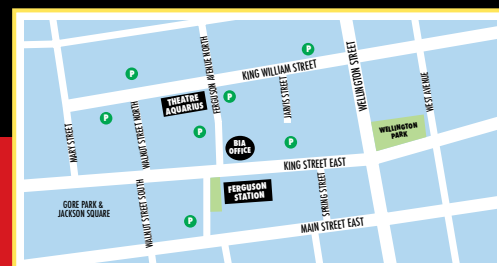 P
P
P
P
P
P
P
KING WILLIAM STREET
FERGUSON AVENUE NORTH
WELLINGTON STREET
WEST AVENUE
JARVIS STREET
THEATRE
AQUARIUS
MARY STREET
WALNUT STREET NORTH
BIA
OFFICE
WELLINGTON
PARK
KING STREET EAST
FERGUSON
STATION
SPRING STREET
GORE PARK &
JACKSON SQUARE
WALNUT STREET SOUTH
MAIN STREET EAST